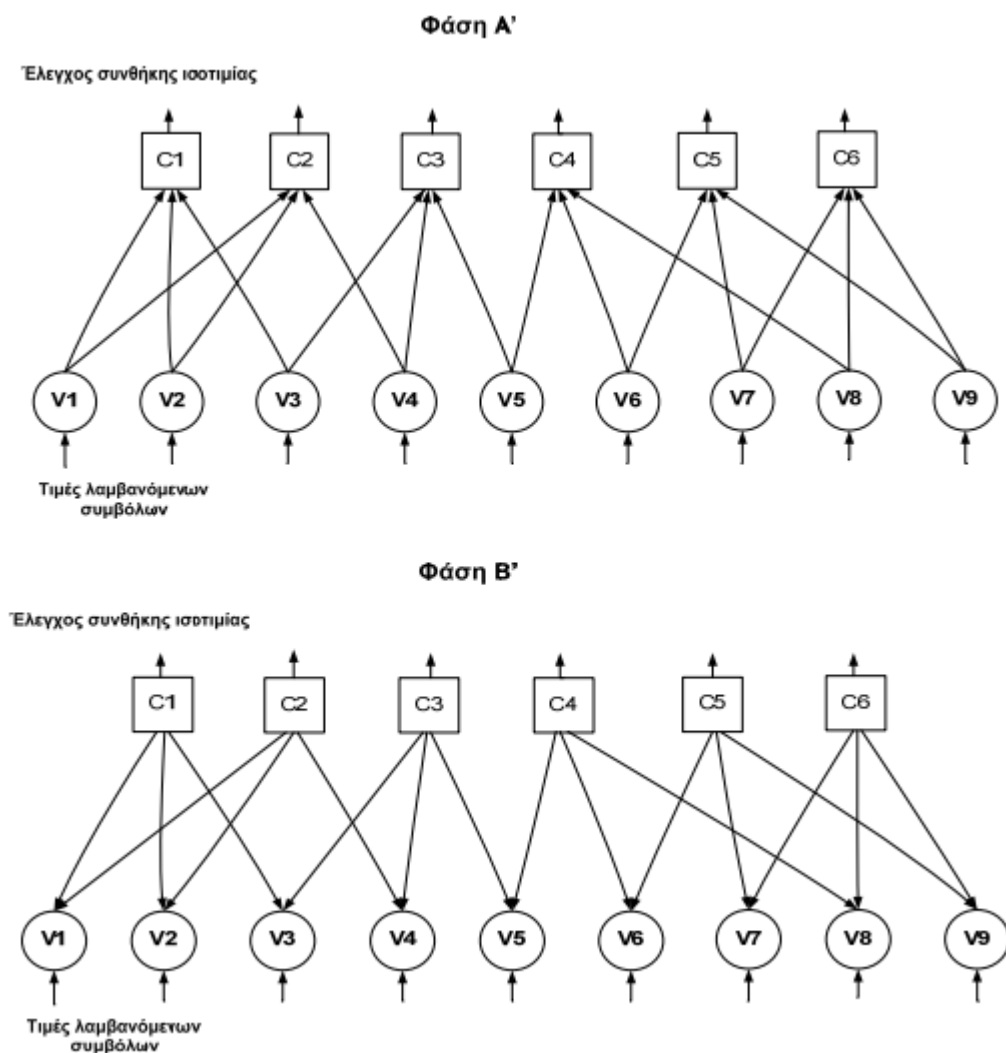 Φάση Α'
Έλεγχος συνθήκης ισοτιμίας
C1 C2 C3 C4 C5 C6
V1 V2 V3 V4 V5 V6 V7 V8 V9
Τιμές λαμβανόμενων
συμβόλων
Φάση Β'
Έλεγχος συνθήκης ισοτιμίας
C1 C2 C3 C4 C5 C6
V1 V2 V3 V4 V5 V6 V7 V8 V9
Τιμές λαμβανόμενων
συμβόλων